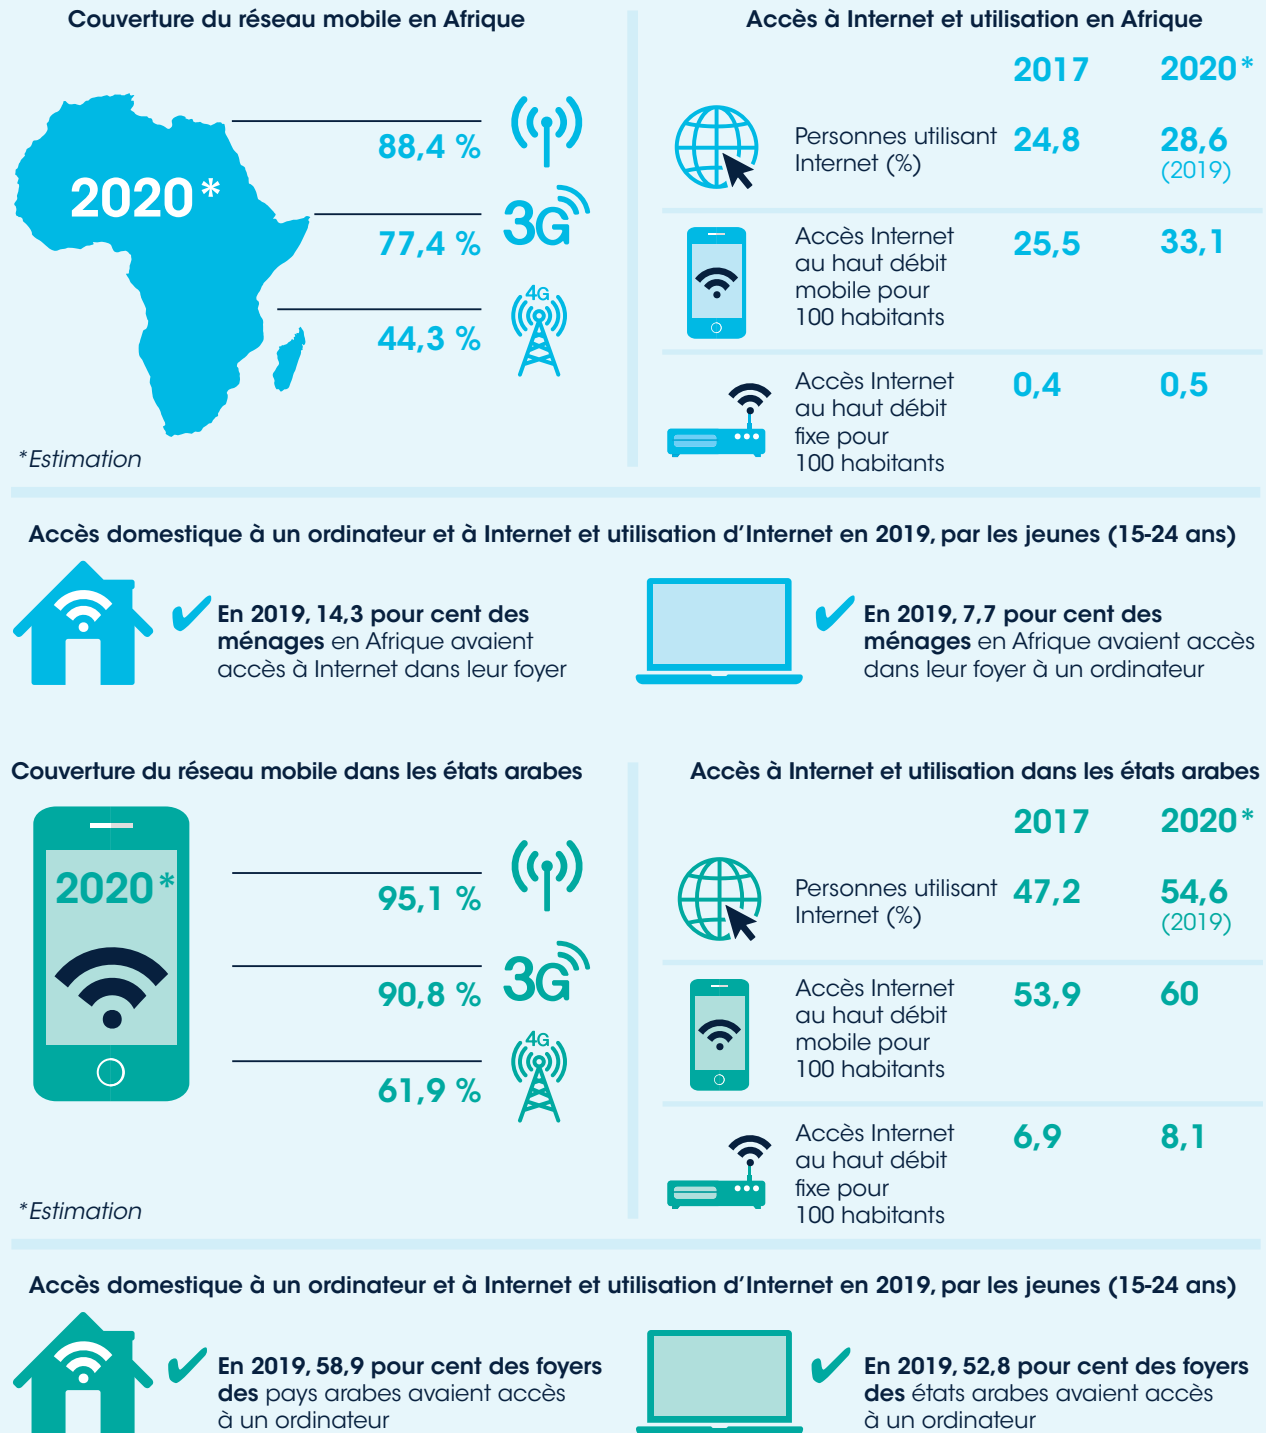 Couverture du réseau mobile en Afrique
2020*
88,4 %
77,4 %
3G
44,3 %
4G
*Estimation
Accès à Internet et utilisation en Afrique
2017 2020*
Personnes utilisant
Internet (%)
24,8 28,6
(2019)
Accès Internet
au haut débit
mobile pour
100 habitants
25,5 33,1
Accès Internet
au haut débit
fixe pour
100 habitants
0,4 0,5
Accès domestique à un ordinateur et à Internet et utilisation d'Internet en 2019, par les jeunes (15-24 ans)
En 2019, 14,3 pour cent des
ménages en Afrique avaient
accès à Internet dans leur foyer
En 2019, 7,7 pour cent des
ménages en Afrique avaient accès
dans leur foyer à un ordinateur
Couverture du réseau mobile dans les états arabes
2020*
95,1 %
90,8 %
3G
61,9 %
4G
*Estimation
Accès à Internet et utilisation dans les états arabes
2017 2020*
Personnes utilisant
Internet (%)
47,2 54,6
(2019)
Accès Internet
au haut débit
mobile pour
100 habitants
53,9 60
Accès Internet
au haut débit
fixe pour
100 habitants
6,9 8,1
Accès domestique à un ordinateur et à Internet et utilisation d'Internet en 2019, par les jeunes (15-24 ans)
En 2019, 58,9 pour cent des foyers
des pays arabes avaient accès
à un ordinateur
En 2019, 52,8 pour cent des foyers
des états arabes avaient accès
à un ordinateur